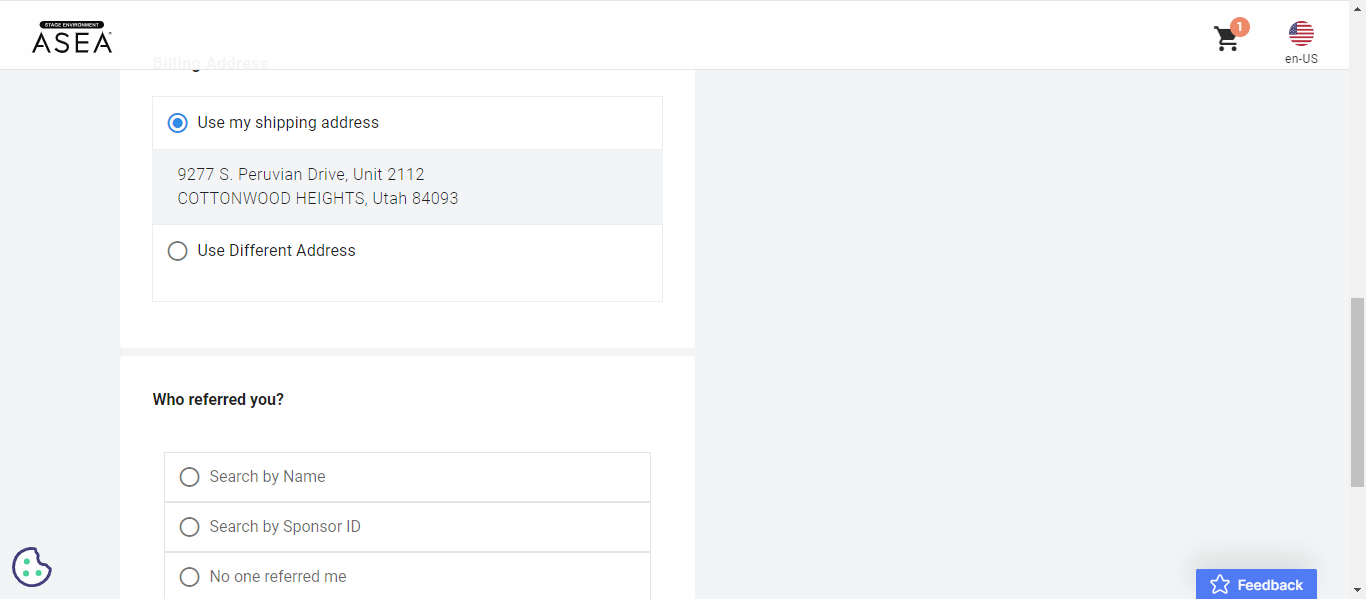 STAGE ENVIRONMENT
ASEA
1
en-US
Billing Address
Use my shipping address
9277 S. Peruvian Drive, Unit 2112
COTTONWOOD HEIGHTS, Utah 84093
Use Different Address
Who referred you?
Search by Name
Search by Sponsor ID
No one referred me
Feedback